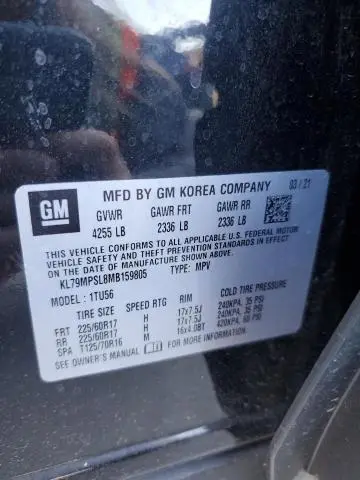 GM
MFD BY GM KOREA COMPANY 03/21
GVWR GAWR FRT GAWR RR
4255 LB 2336 LB 2336 LB
THIS VEHICLE CONFORMS TO ALL APPLICABLE U.S. FEDERAL MOTOR
VEHICLE SAFETY AND THEFT PREVENTION STANDARDS IN EFFECT
ON THE DATE OF MANUFACTURE SHOWN ABOVE.
KL79MPSL8MB159805 TYPE: MPV
MODEL: 1TU56
TIRE SIZE SPEED RTG RIM COLD TIRE PRESSURE
FRT 225/60R17 H 17x7.5J 240KPA, 35 PSI
RR 225/60R17 H 17x7.5J 240KPA, 35 PSI
SPA T125/70R16 M 16x4.0BT 420KPA, 60 PSI
SEE OWNER'S MANUAL FOR ADDITIONAL INFORMATION.